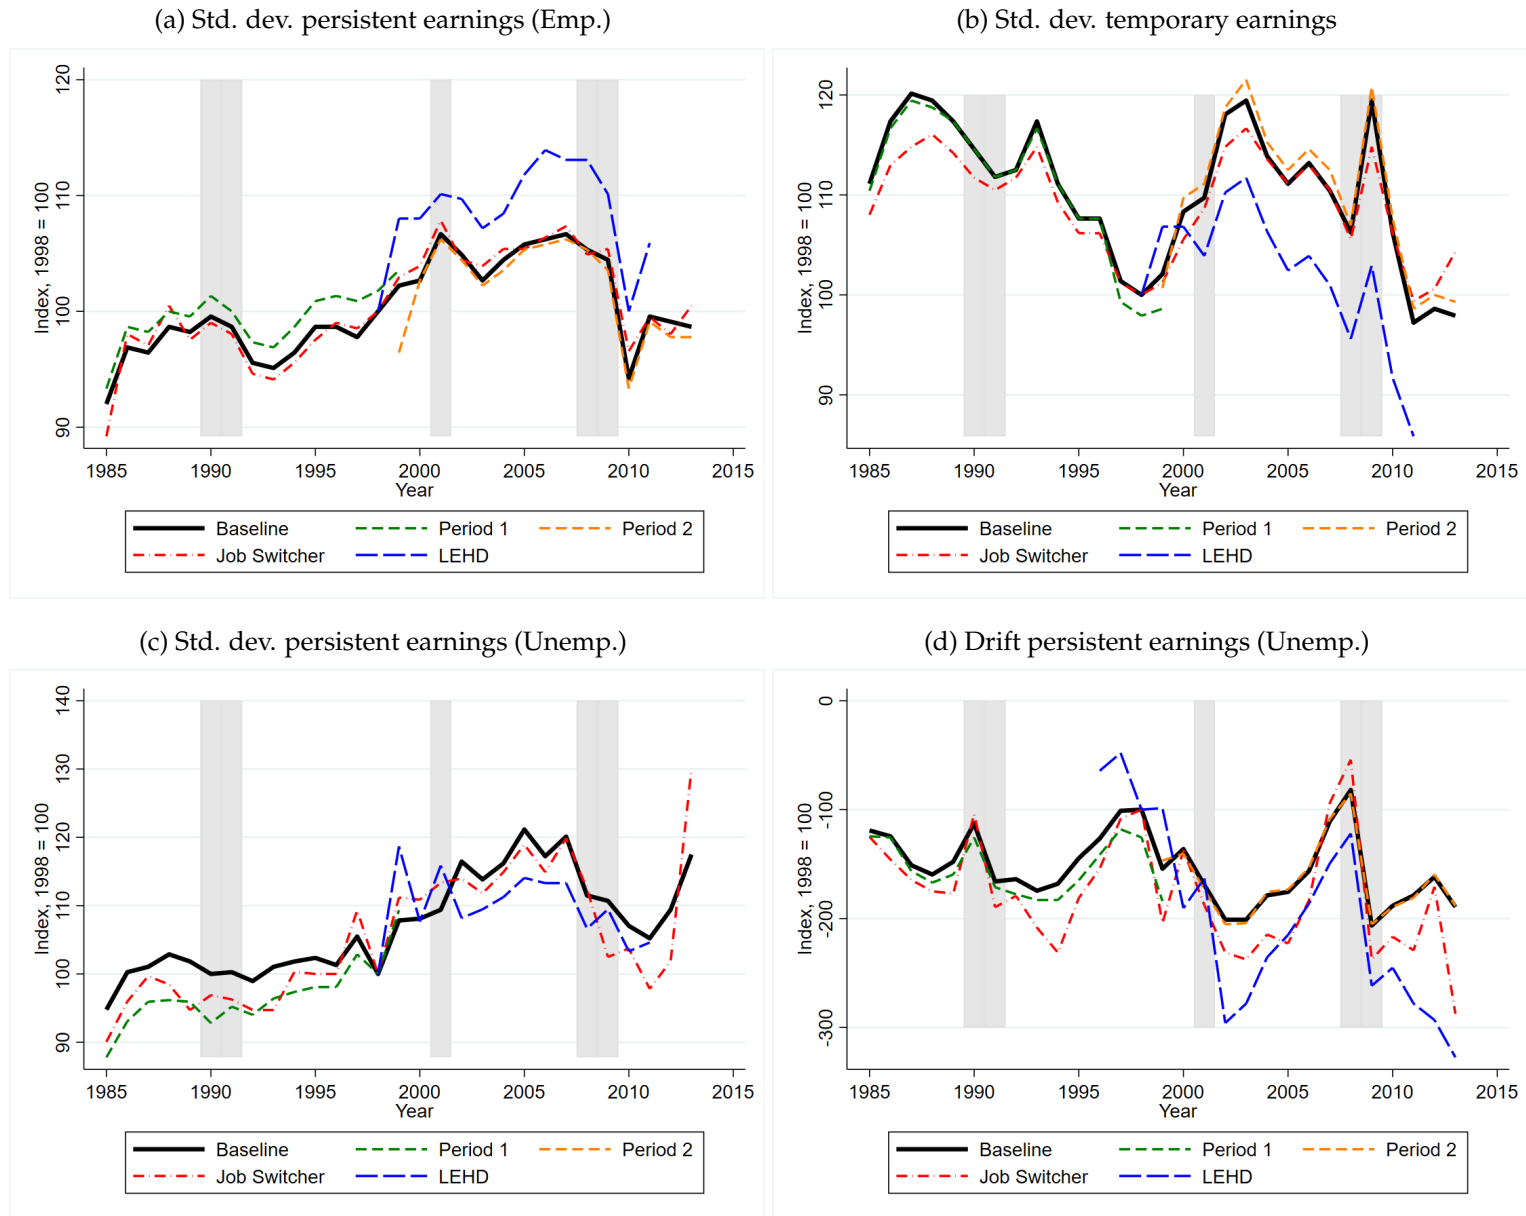 (a) Std. dev. persistent earnings (Emp.)
120
110
100
90
Index, 1998 = 100
1985 1990 1995 2000 2005 2010 2015
Year
Baseline Period 1 Period 2
Job Switcher LEHD
(b) Std. dev. temporary earnings
120
110
100
90
Index, 1998 = 100
1985 1990 1995 2000 2005 2010 2015
Year
Baseline Period 1 Period 2
Job Switcher LEHD
(c) Std. dev. persistent earnings (Unemp.)
140
130
120
110
100
90
Index, 1998 = 100
1985 1990 1995 2000 2005 2010 2015
Year
Baseline Period 1 Period 2
Job Switcher LEHD
(d) Drift persistent earnings (Unemp.)
0
-100
-200
-300
Index, 1998 = 100
1985 1990 1995 2000 2005 2010 2015
Year
Baseline Period 1 Period 2
Job Switcher LEHD